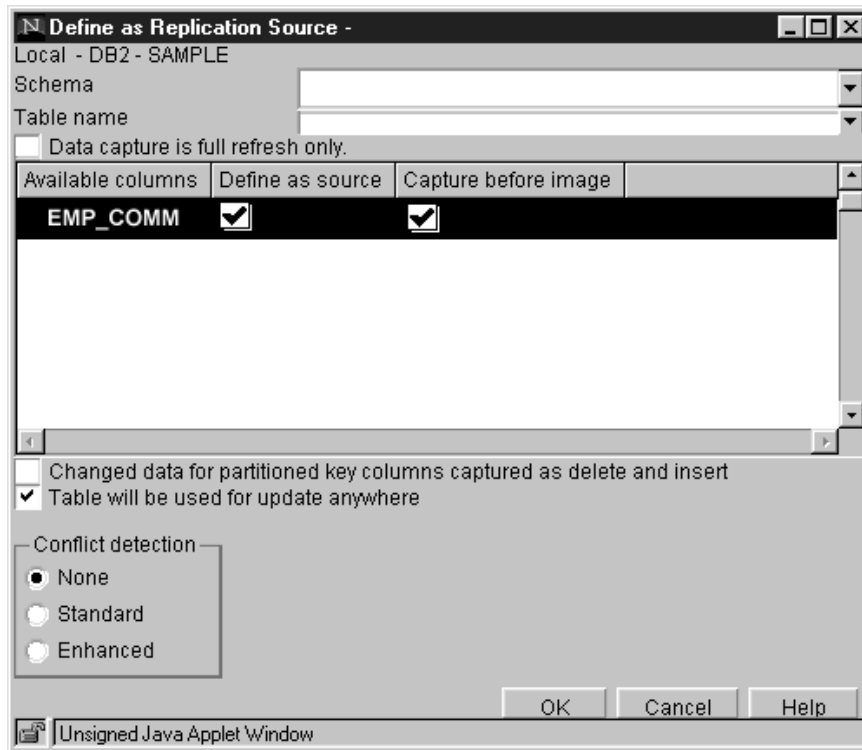 N Define as Replication Source -
Local - DB2 - SAMPLE
Schema
Table name
Data capture is full refresh only.
Available columns Define as source Capture before image
EMP_COMM
Changed data for partitioned key columns captured as delete and insert
Table will be used for update anywhere
Conflict detection
None
Standard
Enhanced
OK Cancel Help
Unsigned Java Applet Window